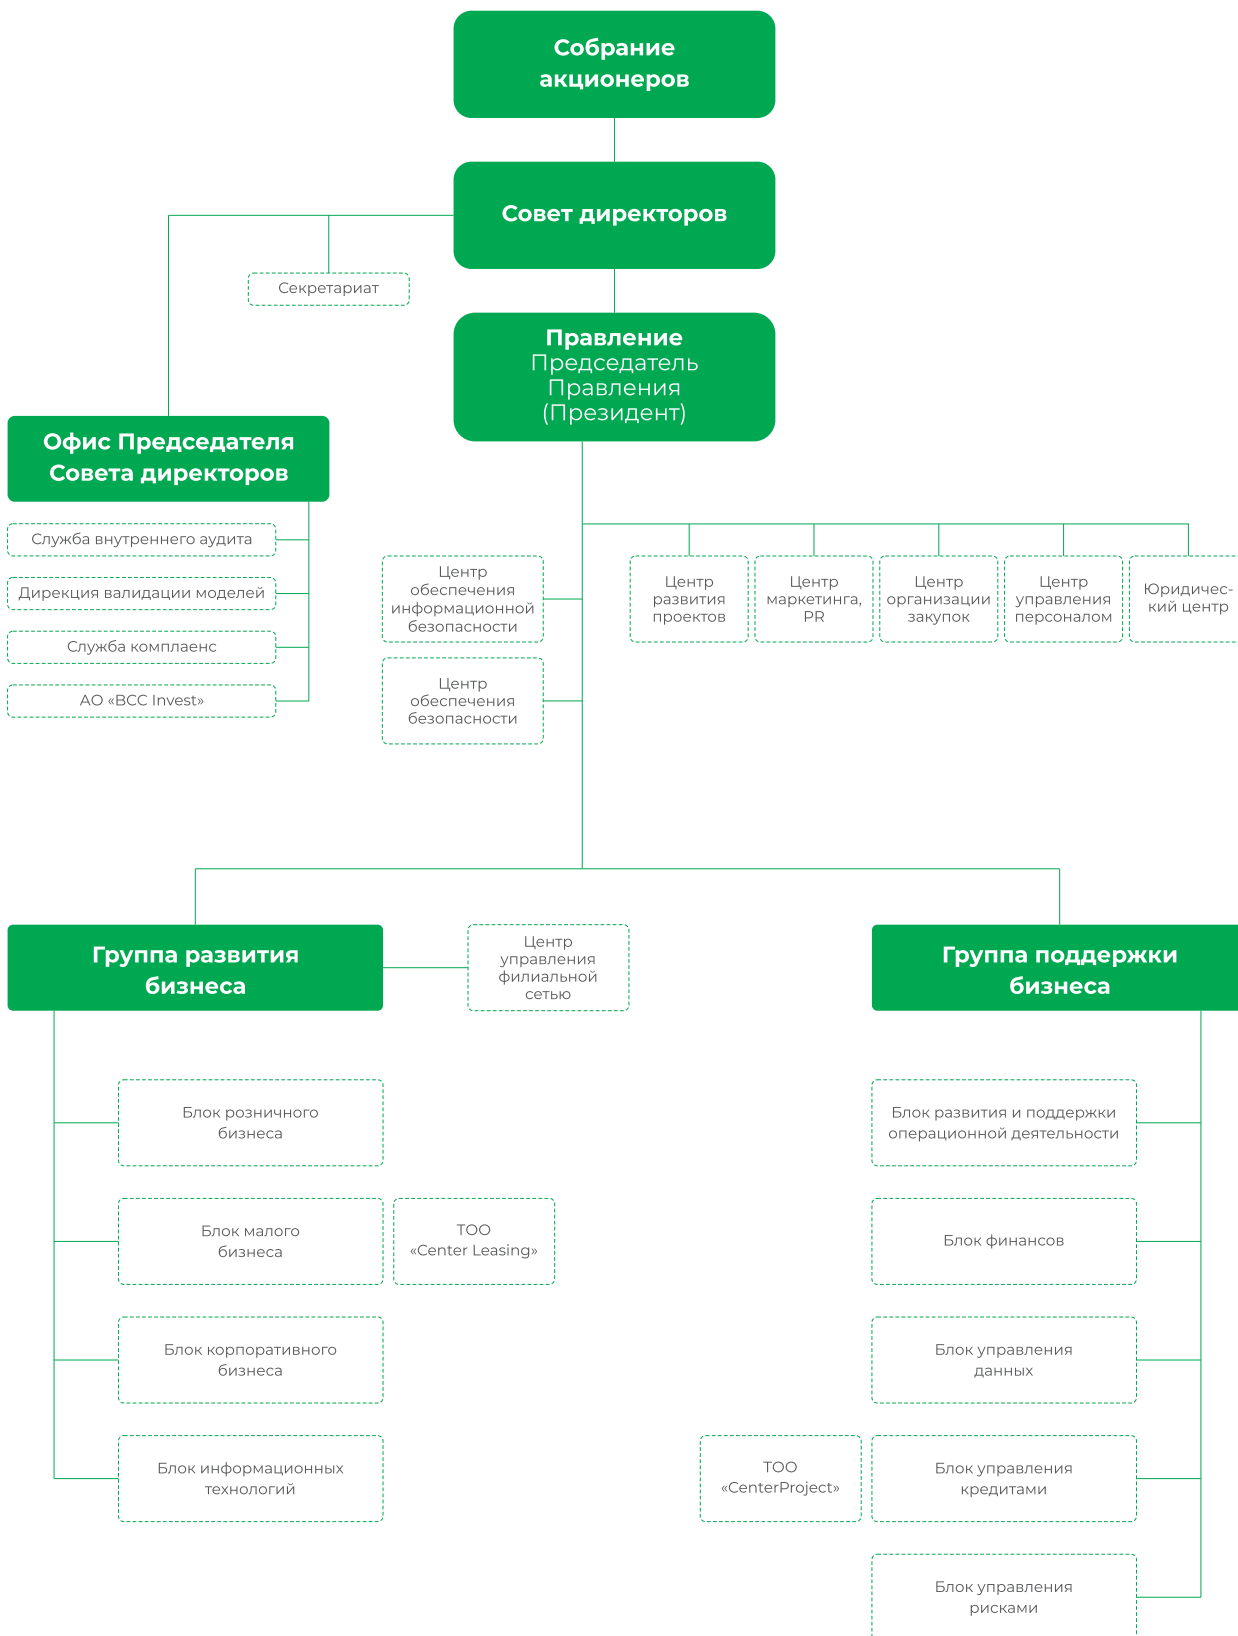 Собрание
акционеров
Совет директоров
Секретариат
Правление
Председатель
Правления
(Президент)
Офис Председателя
Совета директоров
Служба внутреннего аудита
Дирекция валидации моделей
Служба комплаенс
АО «BCC Invest»
Центр
обеспечения
информационной
безопасности
Центр
обеспечения
безопасности
Центр
развития
проектов
Центр
маркетинга,
PR
Центр
организации
закупок
Центр
управления
персоналом
Юридичес-
кий центр
Группа развития
бизнеса
Центр
управления
филиальной
сетью
Группа поддержки
бизнеса
Блок розничного
бизнеса
Блок малого
бизнеса
ТОО
«Center Leasing»
Блок корпоративного
бизнеса
Блок информационных
технологий
Блок развития и поддержки
операционной деятельности
Блок финансов
Блок управления
данных
ТОО
«CenterProject»
Блок управления
кредитами
Блок управления
рисками